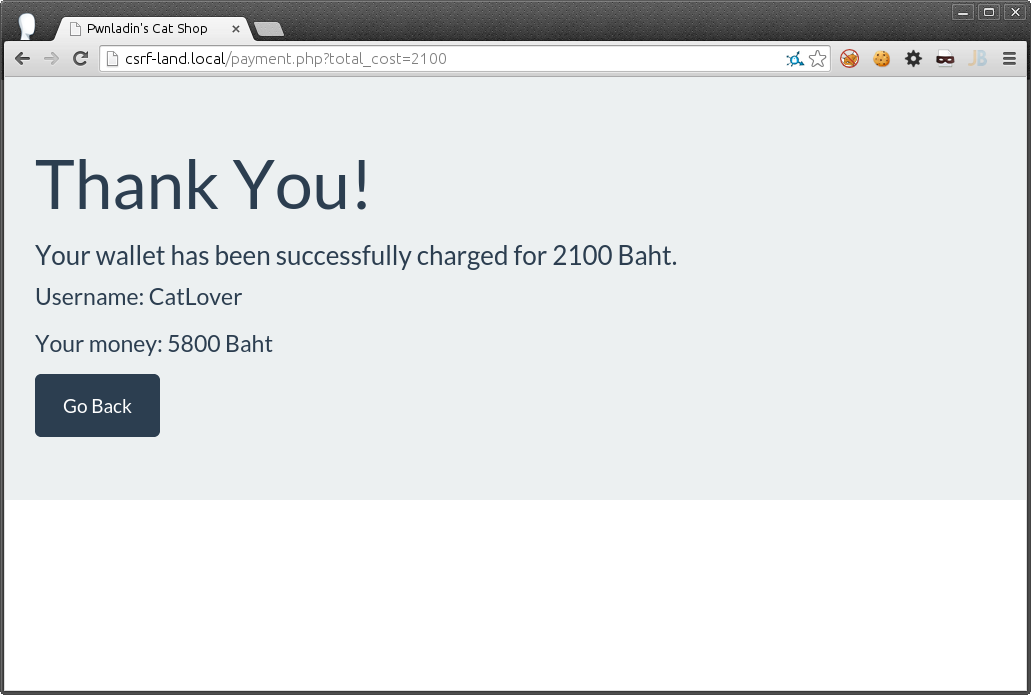 Pwnladin's Cat Shop
csrf-land.local/payment.php?total_cost=2100
JB
Thank You!
Your wallet has been successfully charged for 2100 Baht.
Username: CatLover
Your money: 5800 Baht
Go Back